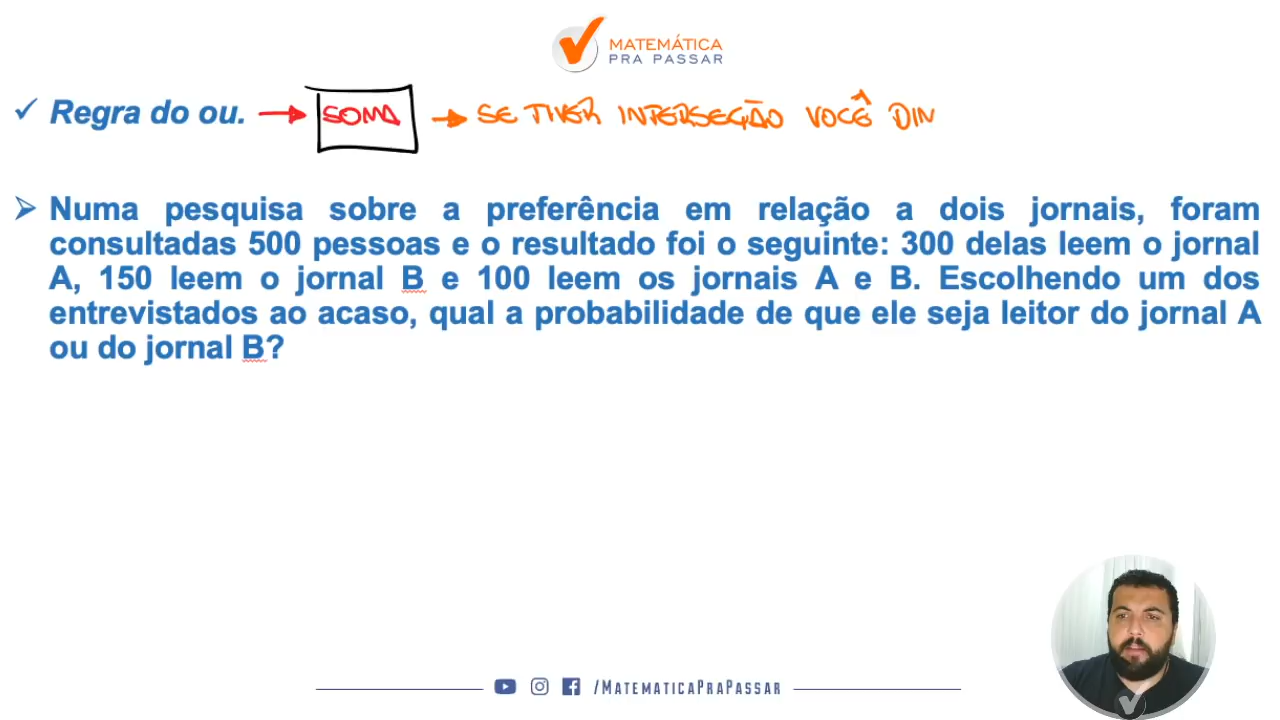 MATEMÁTICA
PRA PASSAR
Regra do ou. SOMA SE TIVER INTERSEÇÃO VOCÊ DIN
Numa pesquisa sobre a preferência em relação a dois jornais, foram
consultadas 500 pessoas e o resultado foi o seguinte: 300 delas leem o jornal
A, 150 leem o jornal B e 100 leem os jornais A e B. Escolhendo um dos
entrevistados ao acaso, qual a probabilidade de que ele seja leitor do jornal A
ou do jornal B?
/MATEMATICAPRAPASSAR